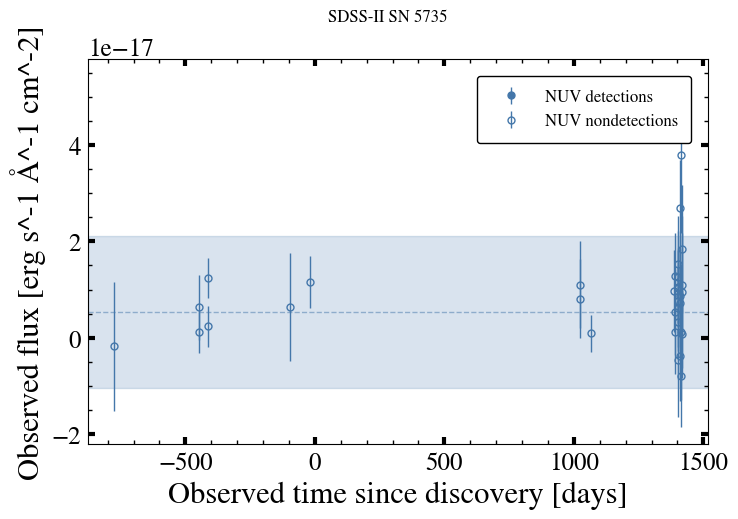 SDSS-II SN 5735
1e−17
NUV detections
NUV nondetections
Observed flux [erg s^-1 Å^-1 cm^-2]
4
2
0
−2
−500 0 500 1000 1500
Observed time since discovery [days]